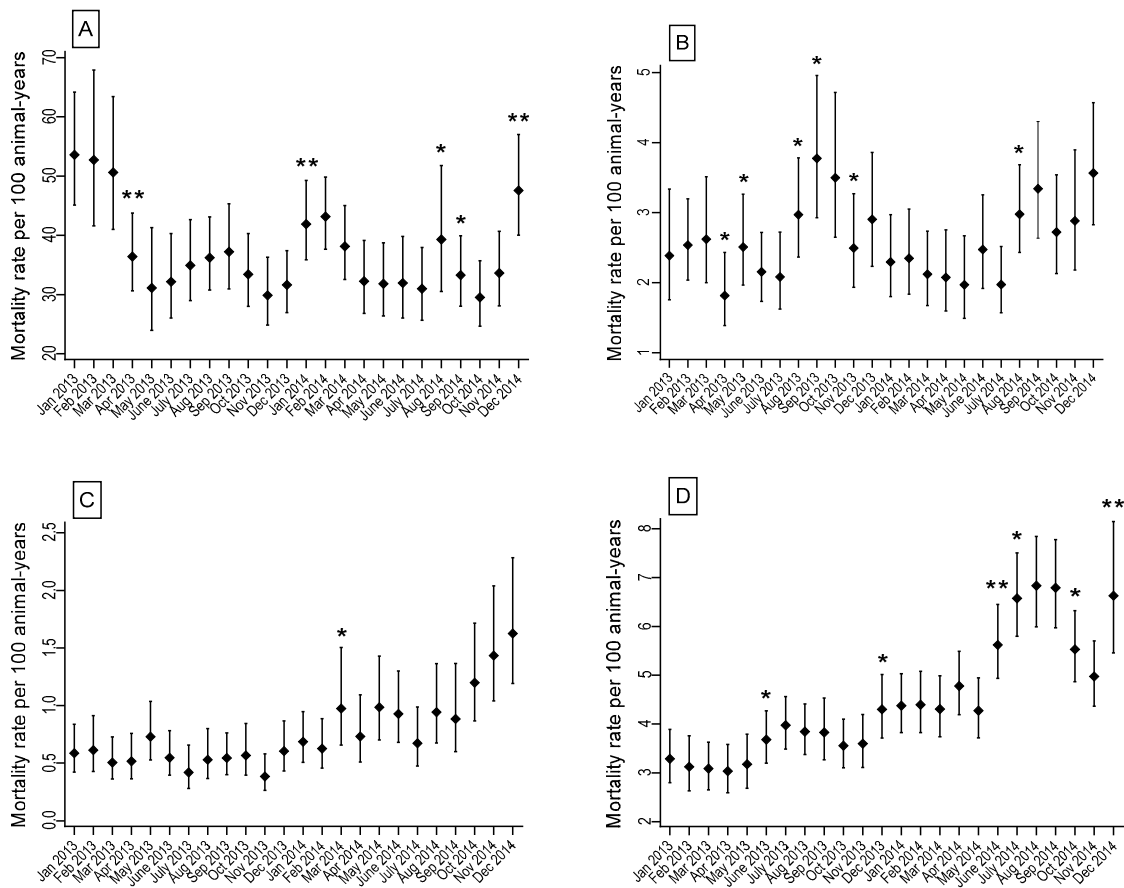 A
Mortality rate per 100 animal-years
70
60
50
40
30
20
**
**
*
*
**
Jan 2013
Feb 2013
Mar 2013
Apr 2013
May 2013
June 2013
July 2013
Aug 2013
Sep 2013
Oct 2013
Nov 2013
Dec 2013
Jan 2014
Feb 2014
Mar 2014
Apr 2014
May 2014
June 2014
July 2014
Aug 2014
Sep 2014
Oct 2014
Nov 2014
Dec 2014
B
Mortality rate per 100 animal-years
5
4
3
2
1
*
*
*
*
*
*
Jan 2013
Feb 2013
Mar 2013
Apr 2013
May 2013
June 2013
July 2013
Aug 2013
Sep 2013
Oct 2013
Nov 2013
Dec 2013
Jan 2014
Feb 2014
Mar 2014
Apr 2014
May 2014
June 2014
July 2014
Aug 2014
Sep 2014
Oct 2014
Nov 2014
Dec 2014
C
Mortality rate per 100 animal-years
2.5
2.0
1.5
1.0
0.5
0.0
*
Jan 2013
Feb 2013
Mar 2013
Apr 2013
May 2013
June 2013
July 2013
Aug 2013
Sep 2013
Oct 2013
Nov 2013
Dec 2013
Jan 2014
Feb 2014
Mar 2014
Apr 2014
May 2014
June 2014
July 2014
Aug 2014
Sep 2014
Oct 2014
Nov 2014
Dec 2014
D
Mortality rate per 100 animal-years
8
7
6
5
4
3
2
*
*
**
*
*
**
Jan 2013
Feb 2013
Mar 2013
Apr 2013
May 2013
June 2013
July 2013
Aug 2013
Sep 2013
Oct 2013
Nov 2013
Dec 2013
Jan 2014
Feb 2014
Mar 2014
Apr 2014
May 2014
June 2014
July 2014
Aug 2014
Sep 2014
Oct 2014
Nov 2014
Dec 2014